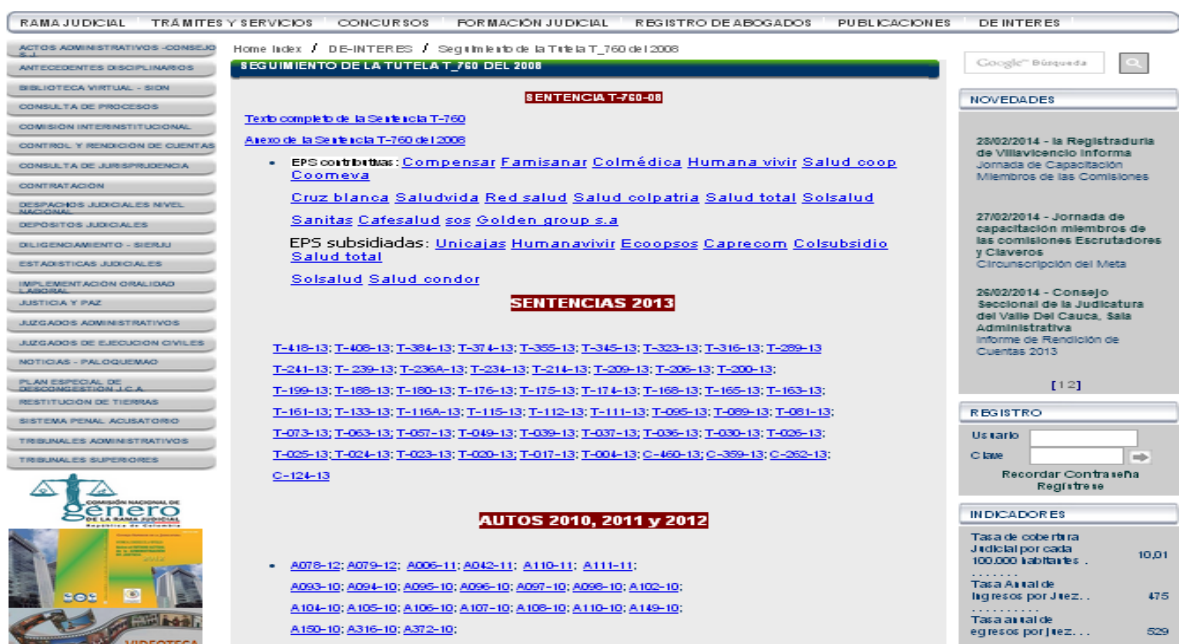 RAMA JUDICIAL TRÁMITES Y SERVICIOS CONCURSOS FORMACIÓN JUDICIAL REGISTRO DE ABOGADOS PUBLICACIONES DE INTERES
ACTOS ADMINISTRATIVOS -CONSEJO S.J.
ANTECEDENTES DISCIPLINARIOS
BIBLIOTECA VIRTUAL - SIDN
CONSULTA DE PROCESOS
COMISION INTERINSTITUCIONAL
CONTROL Y RENDICION DE CUENTAS
CONSULTA DE JURISPRUDENCIA
CONTRATACIÓN
DESPACHOS JUDICIALES NIVEL NACIONAL
DEPOSITOS JUDICIALES
DILIGENCIAMIENTO - SIERJU
ESTADISTICAS JUDICIALES
IMPLEMENTACIÓN ORALIDAD LABORAL
JUSTICIA Y PAZ
JUZGADOS ADMINISTRATIVOS
JUZGADOS DE EJECUCION CIVILES
NOTICIAS - PALOQUEMAO
PLAN ESPECIAL DE DESCONGESTIÓN J.C.A.
RESTITUCIÓN DE TIERRAS
SISTEMA PENAL ACUSATORIO
TRIBUNALES ADMINISTRATIVOS
TRIBUNALES SUPERIORES
COMISIÓN NACIONAL DE
género
DE LA RAMA JUDICIAL
República de Colombia
VIDEOTECA
Home Index / DE-INTERES / Seguimiento de la Tutela T_760 del 2008
SEGUIMIENTO DE LA TUTELA T_760 DEL 2008
SENTENCIA T-760-08
Texto completo de la Sentencia T-760
Anexo de la Sentencia T-760 del 2008
• EPS contributivas: Compensar Famisanar Colmédica Humana vivir Salud coop
Coomeva
Cruz blanca Saludvida Red salud Salud colpatria Salud total Solsalud
Sanitas Cafesalud sos Golden group s.a
EPS subsidiadas: Unicajas Humanavivir Ecoopsos Caprecom Colsubsidio
Salud total
Solsalud Salud condor
SENTENCIAS 2013
T-418-13; T-408-13; T-384-13; T-374-13; T-355-13; T-345-13; T-323-13; T-316-13; T-289-13
T-241-13; T- 239-13; T-236A-13; T-234-13; T-214-13; T-209-13; T-206-13; T-200-13;
T-199-13; T-188-13; T-180-13; T-176-13; T-175-13; T-174-13; T-168-13; T-165-13; T-163-13;
T-161-13; T-133-13; T-116A-13; T-115-13; T-112-13; T-111-13; T-095-13; T-089-13; T-081-13;
T-073-13; T-063-13; T-057-13; T-049-13; T-039-13; T-037-13; T-036-13; T-030-13; T-026-13;
T-025-13; T-024-13; T-023-13; T-020-13; T-017-13; T-004-13; C-460-13; C-359-13; C-262-13;
C-124-13
AUTOS 2010, 2011 y 2012
• A078-12; A079-12; A006-11; A042-11; A110-11; A111-11;
A093-10; A094-10; A095-10; A096-10; A097-10; A098-10; A102-10;
A104-10; A105-10; A106-10; A107-10; A108-10; A110-10; A149-10;
A150-10; A316-10; A372-10;
Google™ Búsqueda
NOVEDADES
28/02/2014 - la Registraduria
de Villavicencio informa
Jornada de Capacitación
Miembros de las Comisiones
27/02/2014 - Jornada de
capacitación miembros de
las comisiones Escrutadores
y Claveros
Circunscripción del Meta
26/02/2014 - Consejo
Seccional de la Judicatura
del Valle Del Cauca, Sala
Administrativa
Informe de Rendición de
Cuentas 2013
[1 2]
REGISTRO
Usuario
Clave
Recordar Contraseña
Regístrese
INDICADORES
Tasa de cobertura
Judicial por cada
100.000 habitantes . 10,01
. . . . . . .
Tasa Anual de
Ingresos por Juez. . 475
. . . . . . . . . .
Tasa anual de
egresos por juez. . . 529